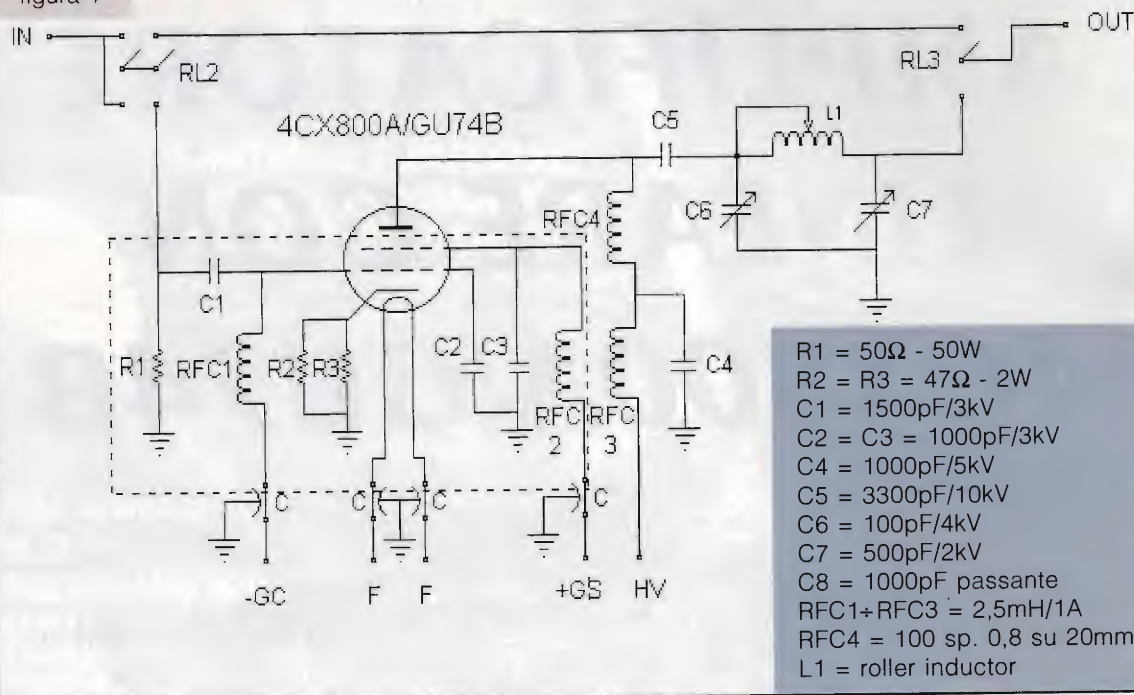 figura 1
IN
OUT
RL2
RL3
4CX800A/GU74B
C5
L1
RFC4
C6
C7
C1
R1
RFC1
R2
R3
C2
C3
C4
RFC
2
RFC
3
C
C
C
C
-GC
F
F
+GS
HV
R1 = 50Ω - 50W
R2 = R3 = 47Ω - 2W
C1 = 1500pF/3kV
C2 = C3 = 1000pF/3kV
C4 = 1000pF/5kV
C5 = 3300pF/10kV
C6 = 100pF/4kV
C7 = 500pF/2kV
C8 = 1000pF passante
RFC1÷RFC3 = 2,5mH/1A
RFC4 = 100 sp. 0,8 su 20mm
L1 = roller inductor